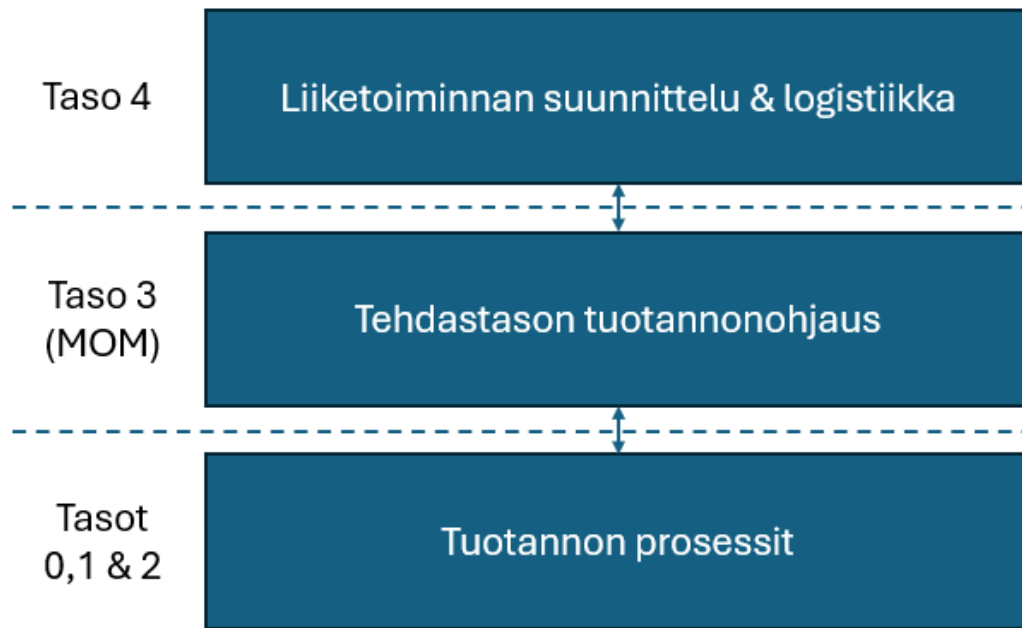 Taso 4
Liiketoiminnan suunnittelu & logistiikka
Taso 3
(MOM)
Tehdastason tuotannonohjaus
Tasot
0,1 & 2
Tuotannon prosessit